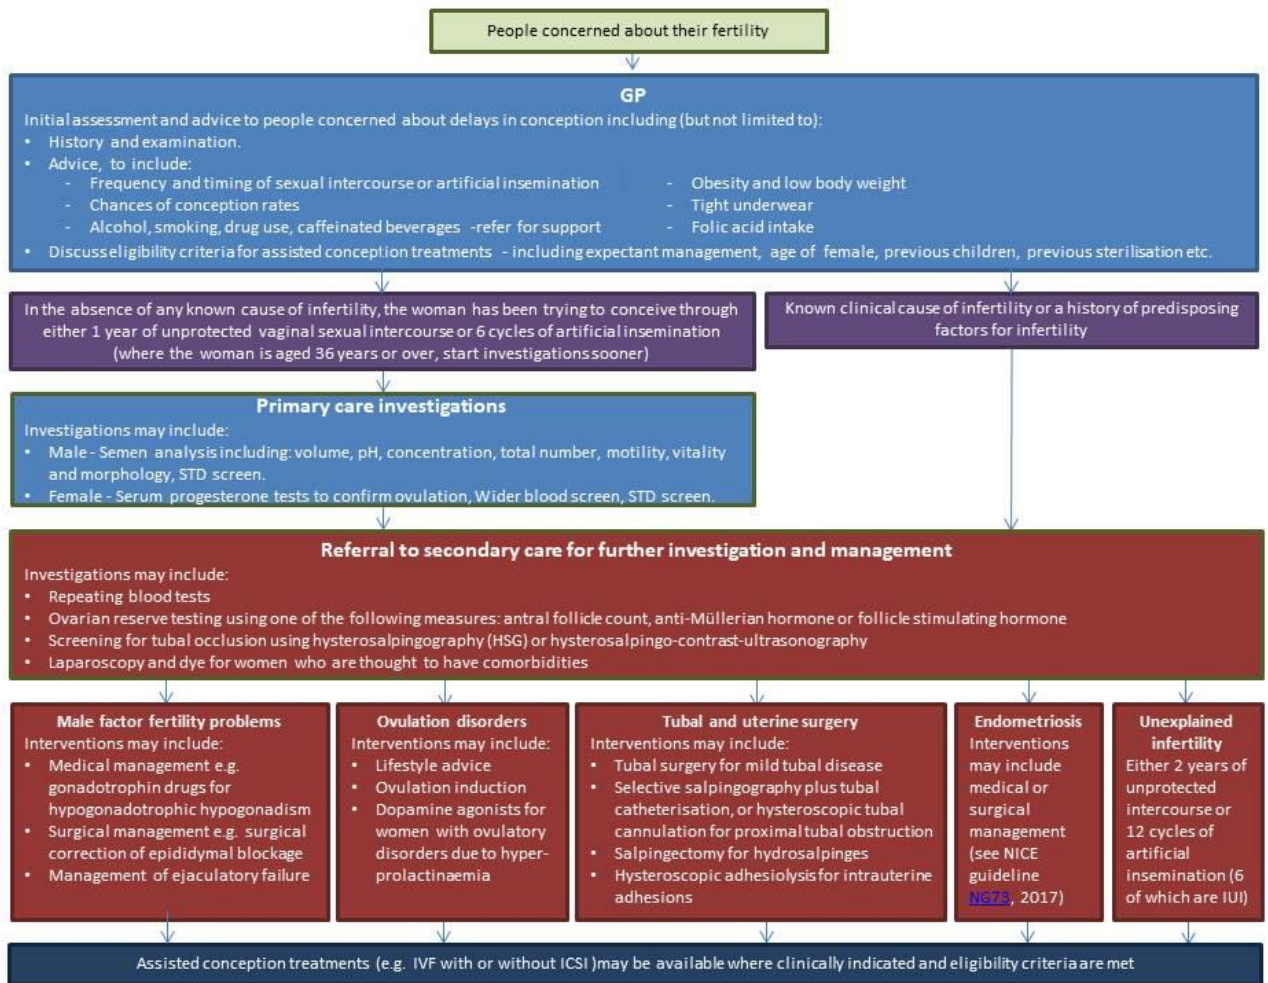 People concerned about their fertility
GP
Initial assessment and advice to people concerned about delays in conception including (but not limited to):
• History and examination.
• Advice, to include:
- Frequency and timing of sexual intercourse or artificial insemination
- Chances of conception rates
- Alcohol, smoking, drug use, caffeinated beverages -refer for support
- Obesity and low body weight
- Tight underwear
- Folic acid intake
• Discuss eligibility criteria for assisted conception treatments - including expectant management, age of female, previous children, previous sterilisation etc.
In the absence of any known cause of infertility, the woman has been trying to conceive through
either 1 year of unprotected vaginal sexual intercourse or 6 cycles of artificial insemination
(where the woman is aged 36 years or over, start investigations sooner)
Known clinical cause of infertility or a history of predisposing
factors for infertility
Primary care investigations
Investigations may include:
• Male - Semen analysis including: volume, pH, concentration, total number, motility, vitality
and morphology, STD screen.
• Female - Serum progesterone tests to confirm ovulation, Wider blood screen, STD screen.
Referral to secondary care for further investigation and management
Investigations may include:
• Repeating blood tests
• Ovarian reserve testing using one of the following measures: antral follicle count, anti-Müllerian hormone or follicle stimulating hormone
• Screening for tubal occlusion using hysterosalpingography (HSG) or hysterosalpingo-contrast-ultrasonography
• Laparoscopy and dye for women who are thought to have comorbidities
Male factor fertility problems
Interventions may include:
• Medical management e.g.
gonadotrophin drugs for
hypogonadotrophic hypogonadism
• Surgical management e.g. surgical
correction of epididymal blockage
• Management of ejaculatory failure
Ovulation disorders
Interventions may include:
• Lifestyle advice
• Ovulation induction
• Dopamine agonists for
women with ovulatory
disorders due to hyper-
prolactinaemia
Tubal and uterine surgery
Interventions may include:
• Tubal surgery for mild tubal disease
• Selective salpingography plus tubal
catheterisation, or hysteroscopic tubal
cannulation for proximal tubal obstruction
• Salpingectomy for hydrosalpinges
• Hysteroscopic adhesiolysis for intrauterine
adhesions
Endometriosis
Interventions
may include
medical or
surgical
management
(see NICE
guideline
NG73, 2017)
Unexplained
infertility
Either 2 years of
unprotected
intercourse or
12 cycles of
artificial
insemination (6
of which are IUI)
Assisted conception treatments (e.g. IVF with or without ICSI )may be available where clinically indicated and eligibility criteria are met